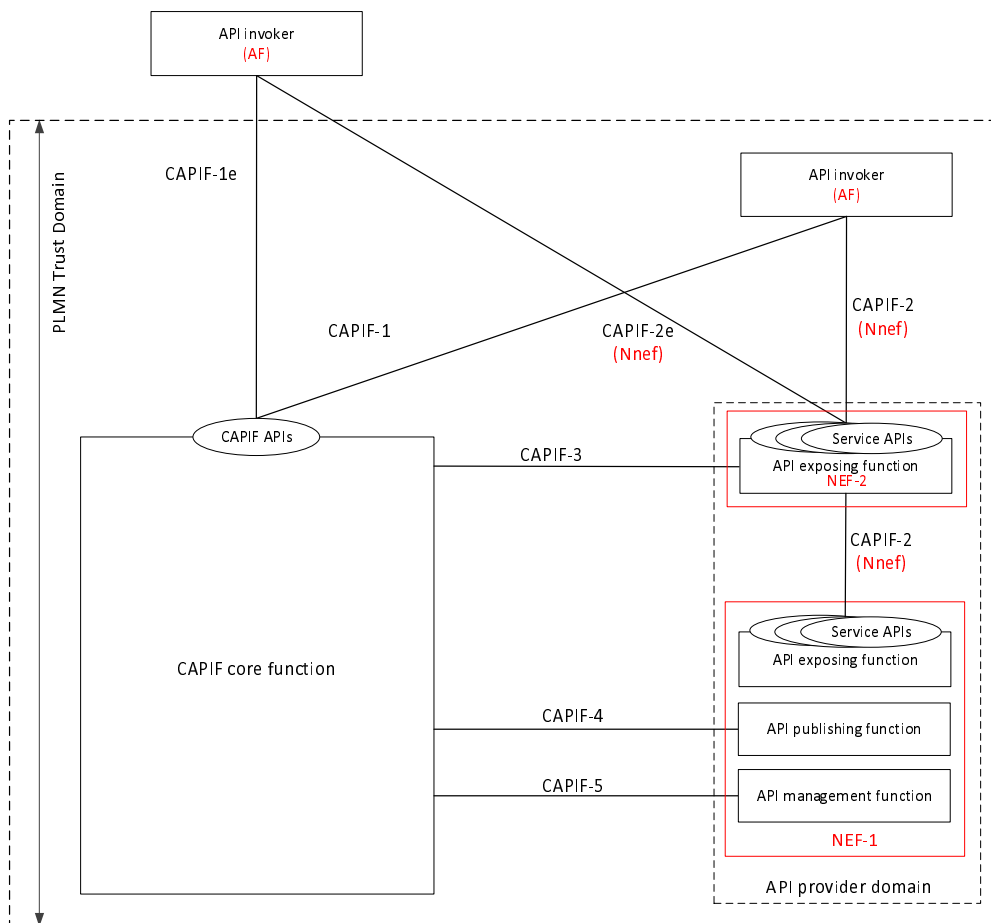 API invoker
(AF)
CAPIF-1e
API invoker
(AF)
PLMN Trust Domain
CAPIF-1
CAPIF-2e
(Nnef)
CAPIF-2
(Nnef)
CAPIF APIs
Service APIs
CAPIF-3
API exposing function
NEF-2
CAPIF-2
(Nnef)
Service APIs
API exposing function
CAPIF core function
CAPIF-4
API publishing function
CAPIF-5
API management function
NEF-1
API provider domain